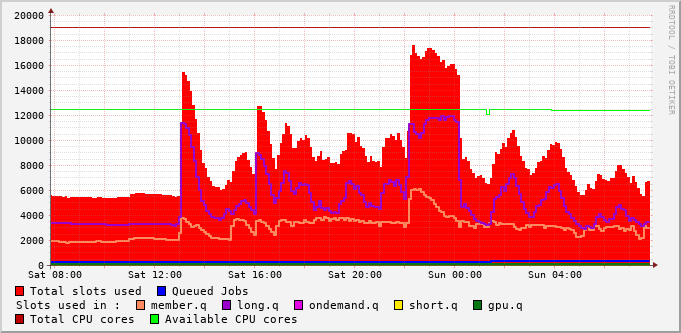 RRDTOOL / TOBI OETIKER
20000
18000
16000
14000
12000
10000
8000
6000
4000
2000
0
Sat 08:00 Sat 12:00 Sat 16:00 Sat 20:00 Sun 00:00 Sun 04:00
Total slots used Queued Jobs
Slots used in : member.q long.q ondemand.q short.q gpu.q
Total CPU cores Available CPU cores